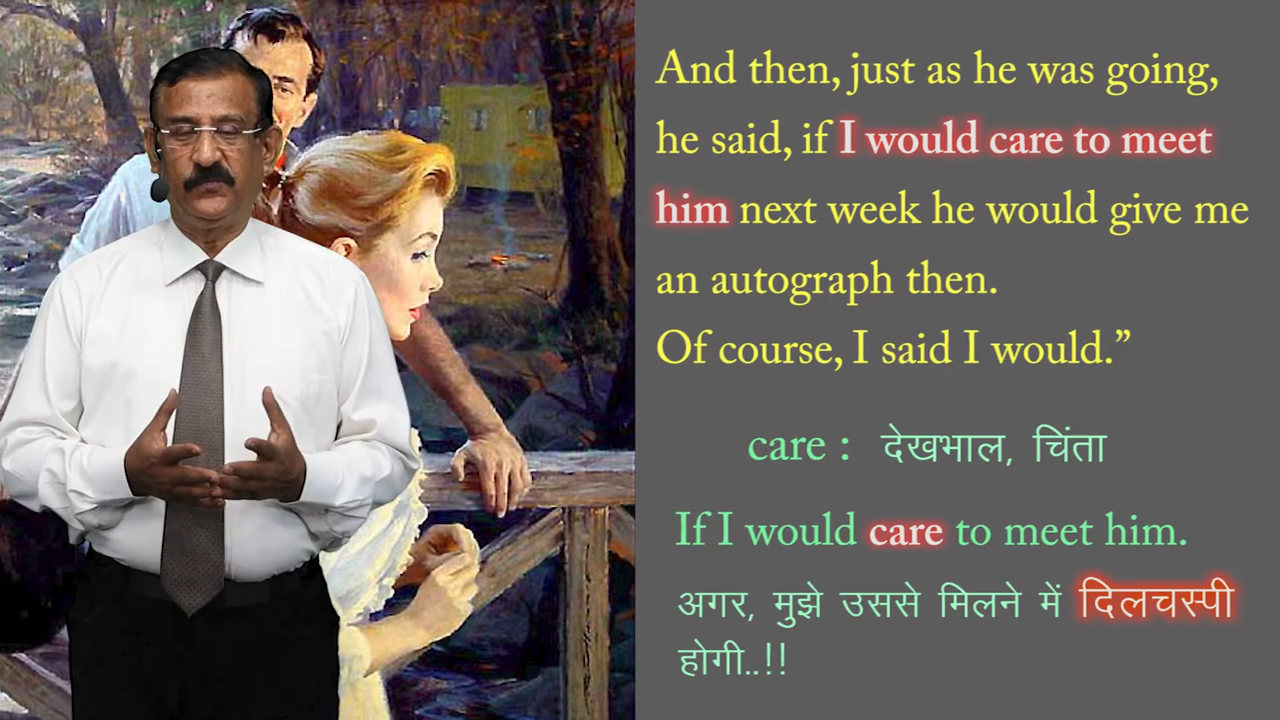 And then, just as he was going,
he said, if I would care to meet
him next week he would give me
an autograph then.
Of course, I said I would.”
care : देखभाल, चिंता
If I would care to meet him.
अगर, मुझे उससे मिलने में दिलचस्पी
होगी..!!